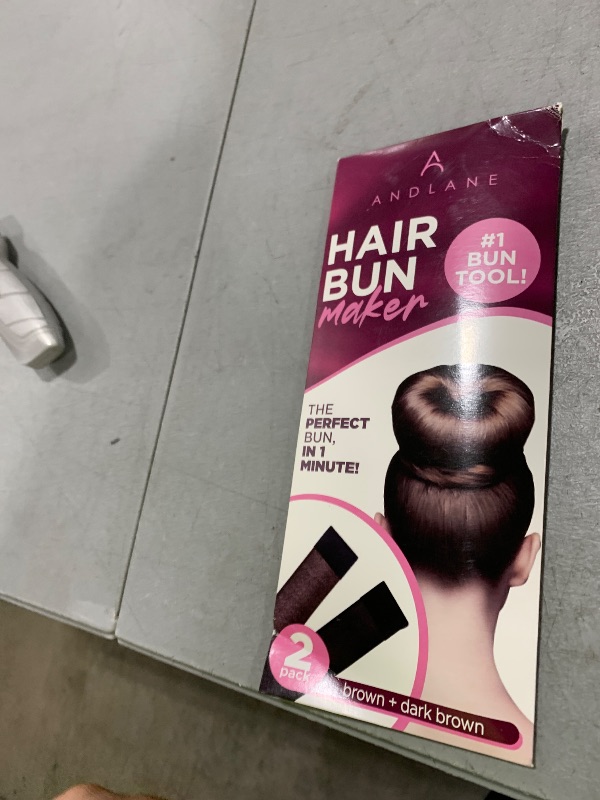 ANDLANE
HAIR
BUN
maker
#1
BUN
TOOL!
THE
PERFECT
BUN,
IN 1
MINUTE!
2
pack
brown + dark brown